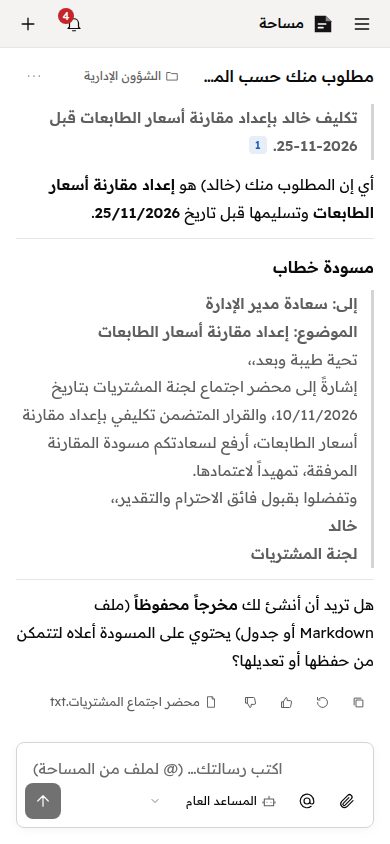 مساحة
4
مطلوب منك حسب الم...
الشؤون الإدارية
...
تكليف خالد بإعداد مقارنة أسعار الطابعات قبل
25-11-2026. 1
أي إن المطلوب منك (خالد) هو إعداد مقارنة أسعار
الطابعات وتسليمها قبل تاريخ 25/11/2026.
مسودة خطاب
إلى: سعادة مدير الإدارة
الموضوع: إعداد مقارنة أسعار الطابعات
تحية طيبة وبعد،،
إشارةً إلى محضر اجتماع لجنة المشتريات بتاريخ
10/11/2026، والقرار المتضمن تكليفي بإعداد مقارنة
أسعار الطابعات، أرفع لسعادتكم مسودة المقارنة
المرفقة، تمهيداً لاعتمادها.
وتفضلوا بقبول فائق الاحترام والتقدير،،
خالد
لجنة المشتريات
هل تريد أن أنشئ لك مخرجاً محفوظاً (ملف
Markdown أو جدول) يحتوي على المسودة أعلاه لتتمكن
من حفظها أو تعديلها؟
محضر اجتماع المشتريات.txt
اكتب رسالتك... (@ لملف من المساحة)
المساعد العام